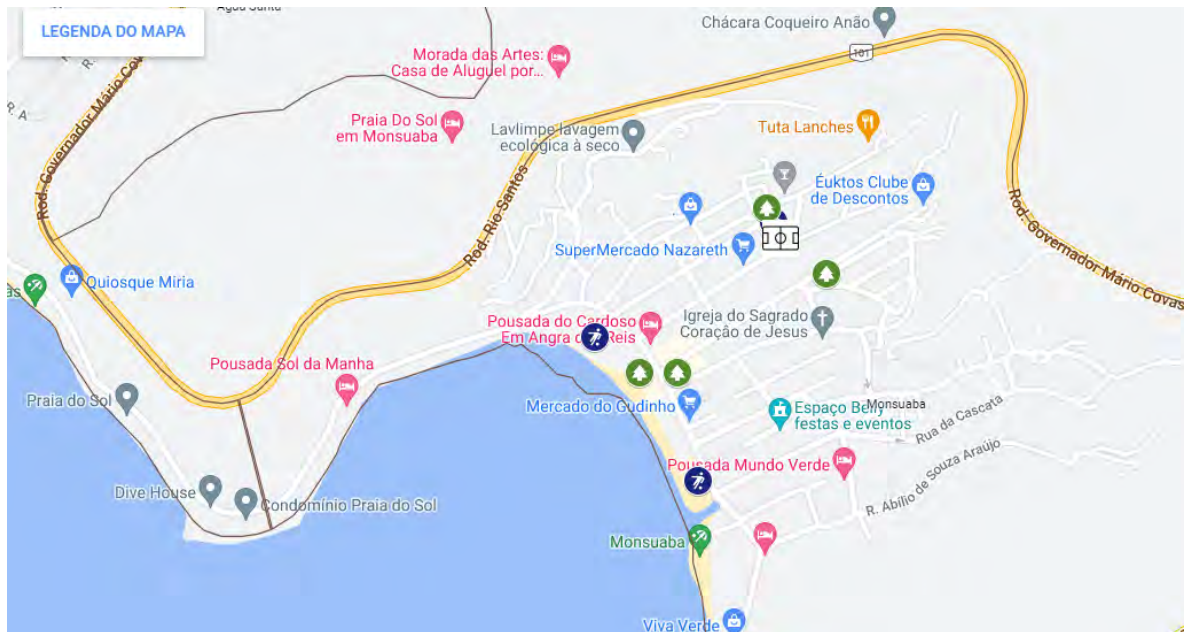 Água Santa
LEGENDA DO MAPA
Chácara Coqueiro Anão
101
Morada das Artes:
Casa de Aluguel por...
Rod. Governador Mário Covas
R. A
Praia Do Sol
em Monsuaba
Lavlimpe lavagem
ecológica à seco
Tuta Lanches
Éuktos Clube
de Descontos
Rod. Rio Santos
SuperMercado Nazareth
Rod. Governador Mário Covas
Quiosque Miria
as
Pousada do Cardoso
Em Angra d Reis
Igreja do Sagrado
Coração de Jesus
Pousada Sol da Manha
Praia do Sol
Mercado do Gudinho
Monsuaba
Espaço Belly
festas e eventos
Rua da Cascata
Pousada Mundo Verde
R. Abílio de Souza Araújo
Dive House
Condomínio Praia do Sol
Monsuaba
Viva Verde